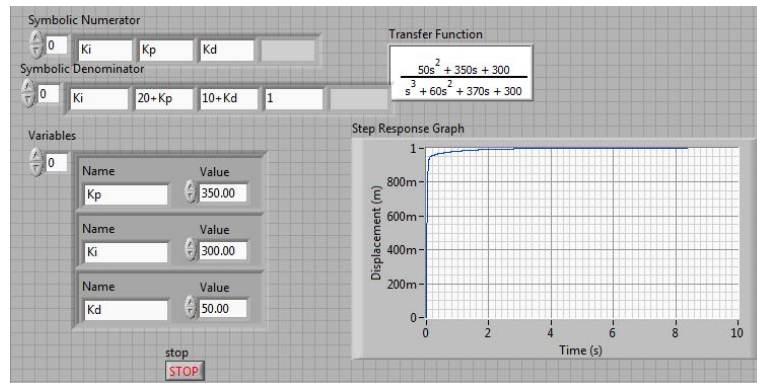 Symbolic Numerator
0 Ki Kp Kd
Symbolic Denominator
0 Ki 20+Kp 10+Kd 1
Transfer Function
50s² + 350s + 300
s³ + 60s² + 370s + 300
Variables
0
Name Value
Kp 350.00
Name Value
Ki 300.00
Name Value
Kd 50.00
stop
STOP
Step Response Graph
Displacement (m)
1
800m
600m
400m
200m
0
0 2 4 6 8 10
Time (s)